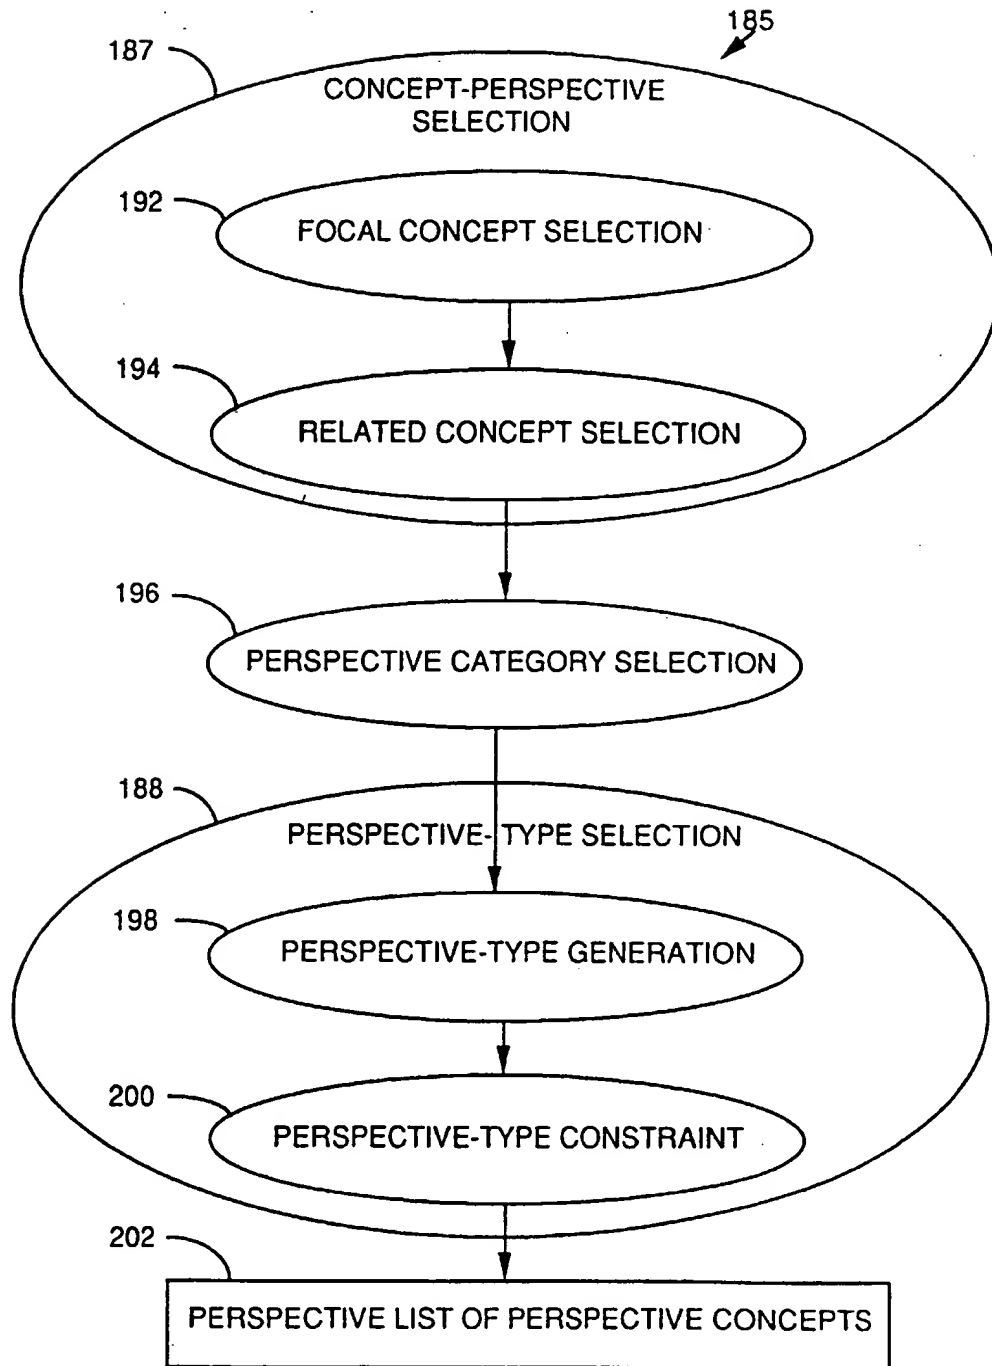 185
187
CONCEPT-PERSPECTIVE
SELECTION
192
FOCAL CONCEPT SELECTION
194
RELATED CONCEPT SELECTION
196
PERSPECTIVE CATEGORY SELECTION
188
PERSPECTIVE-TYPE SELECTION
198
PERSPECTIVE-TYPE GENERATION
200
PERSPECTIVE-TYPE CONSTRAINT
202
PERSPECTIVE LIST OF PERSPECTIVE CONCEPTS